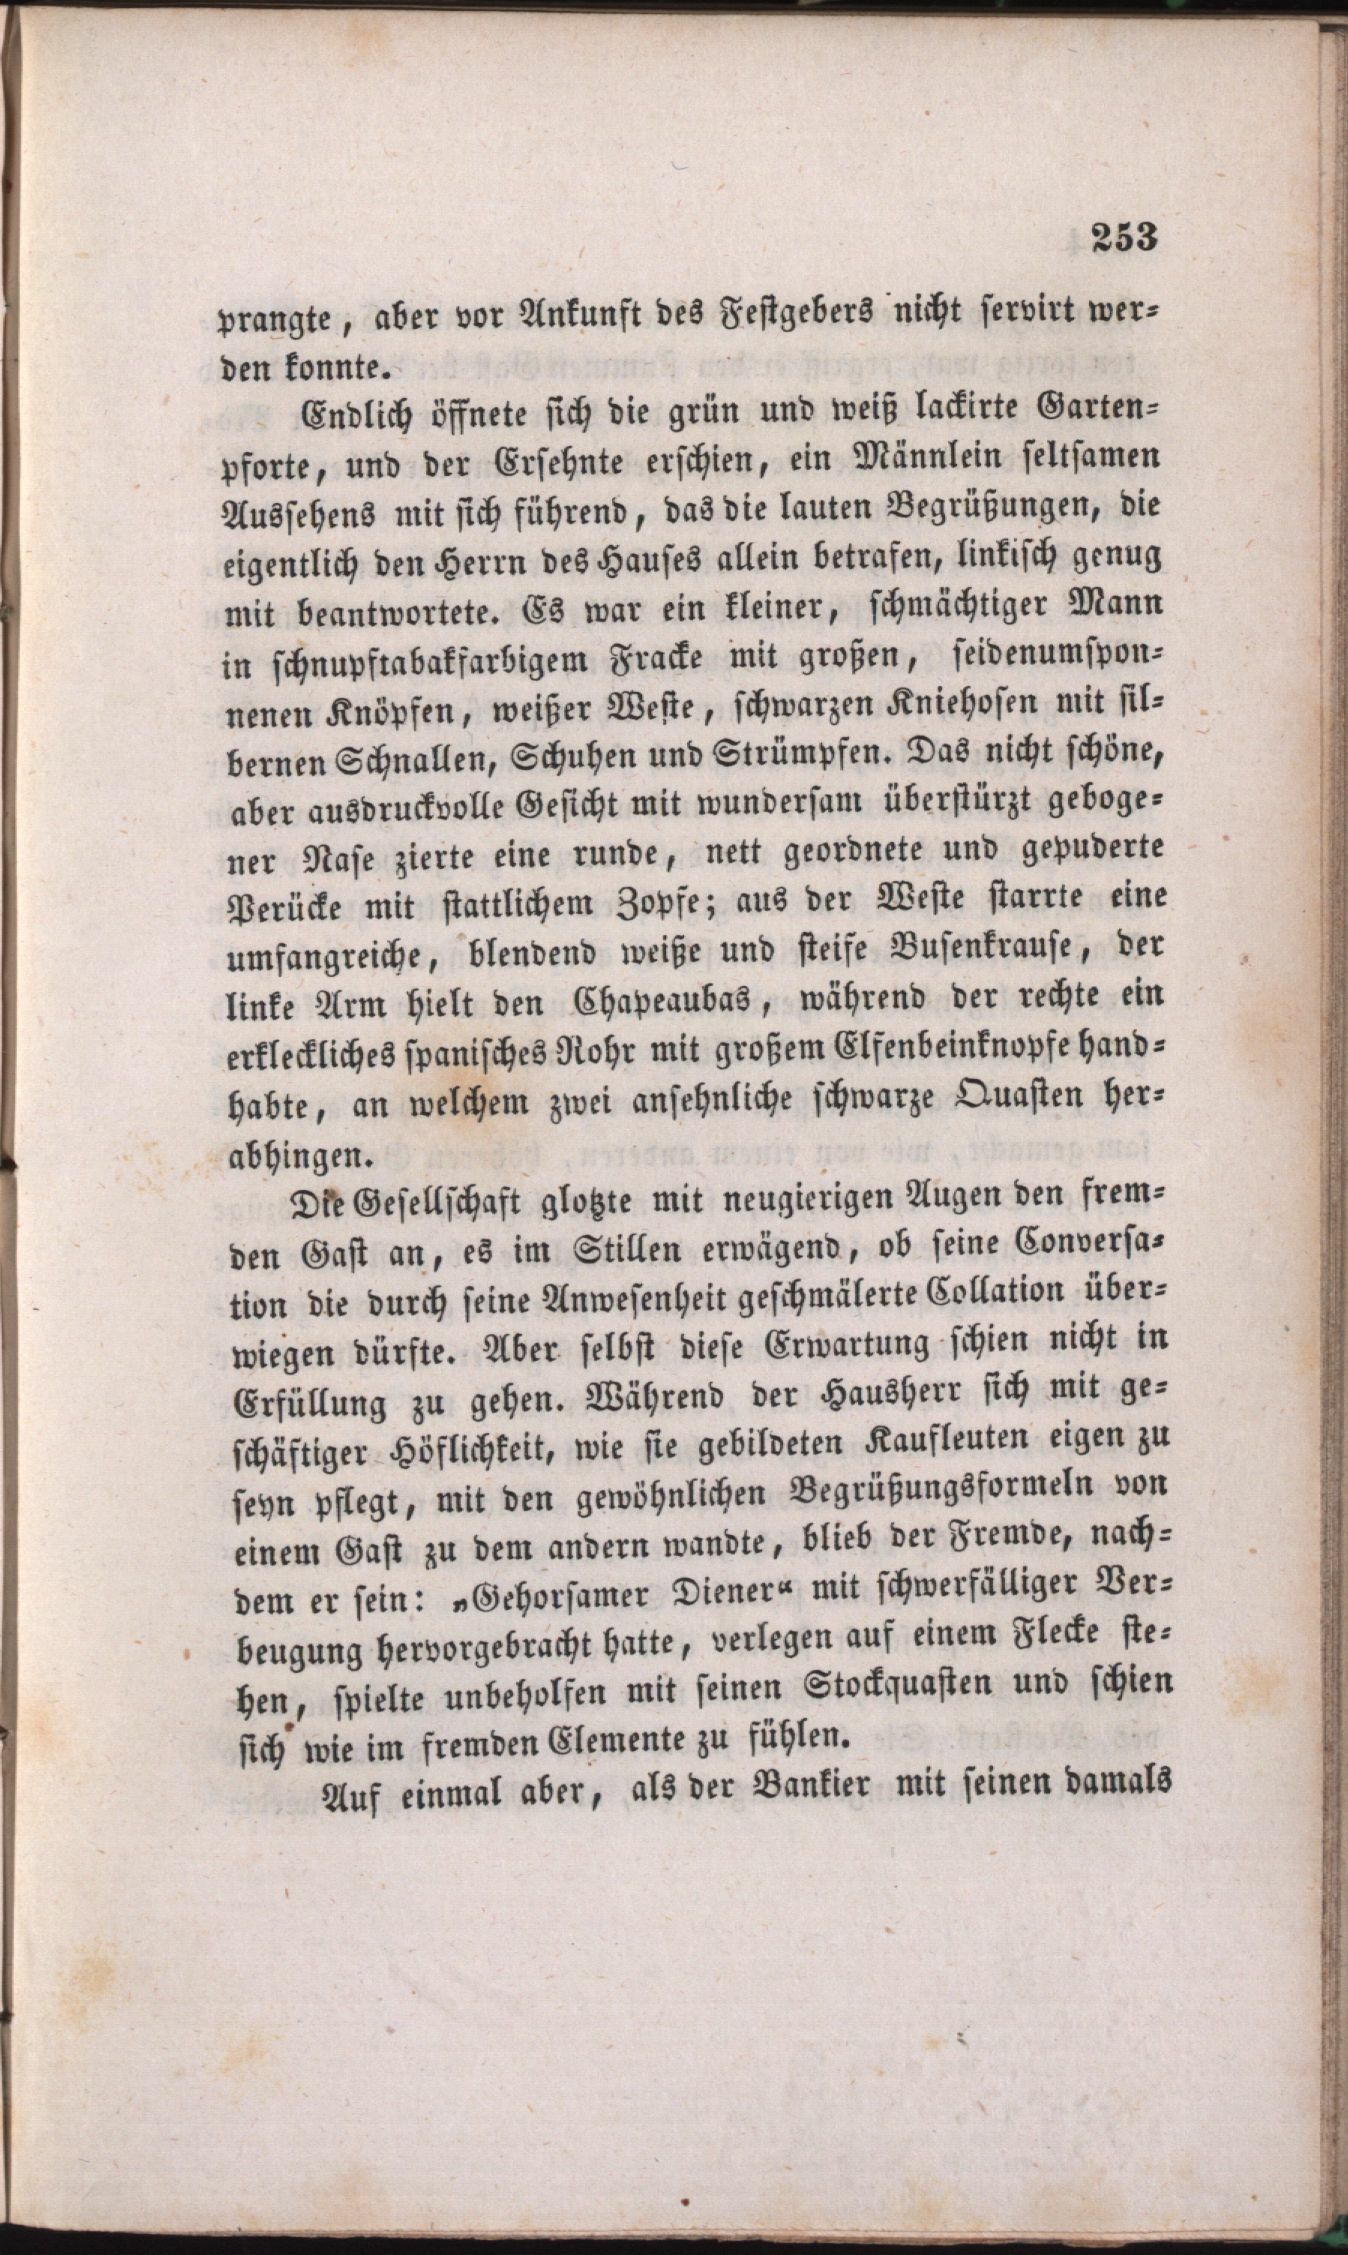 253
prangte, aber vor Ankunft des Festgebers nicht servirt wer-
den konnte.
Endlich öffnete sich die grün und weiß lackirte Garten-
pforte, und der Ersehnte erschien, ein Männlein seltsamen
Aussehens mit sich führend, das die lauten Begrüßungen, die
eigentlich den Herrn des Hauses allein betrafen, linkisch genug
mit beantwortete. Es war ein kleiner, schmächtiger Mann
in schnupftabakfarbigem Fracke mit großen, seidenumspon-
nenen Knöpfen, weißer Weste, schwarzen Kniehosen mit sil-
bernen Schnallen, Schuhen und Strümpfen. Das nicht schöne,
aber ausdruckvolle Gesicht mit wundersam überstürzt geboge-
ner Nase zierte eine runde, nett geordnete und gepuderte
Perücke mit stattlichem Zopfe; aus der Weste starrte eine
umfangreiche, blendend weiße und steife Busenkrause, der
linke Arm hielt den Chapeaubas, während der rechte ein
erkleckliches spanisches Rohr mit großem Elfenbeinknopfe hand-
habte, an welchem zwei ansehnliche schwarze Quasten her-
abhingen.
Die Gesellschaft glotzte mit neugierigen Augen den frem-
den Gast an, es im Stillen erwägend, ob seine Conversa-
tion die durch seine Anwesenheit geschmälerte Collation über-
wiegen dürfte. Aber selbst diese Erwartung schien nicht in
Erfüllung zu gehen. Während der Hausherr sich mit ge-
schäftiger Höflichkeit, wie sie gebildeten Kaufleuten eigen zu
seyn pflegt, mit den gewöhnlichen Begrüßungsformeln von
einem Gast zu dem andern wandte, blieb der Fremde, nach-
dem er sein: „Gehorsamer Diener“ mit schwerfälliger Ver-
beugung hervorgebracht hatte, verlegen auf einem Flecke ste-
hen, spielte unbeholfen mit seinen Stockquasten und schien
sich wie im fremden Elemente zu fühlen.
Auf einmal aber, als der Bankier mit seinen damals